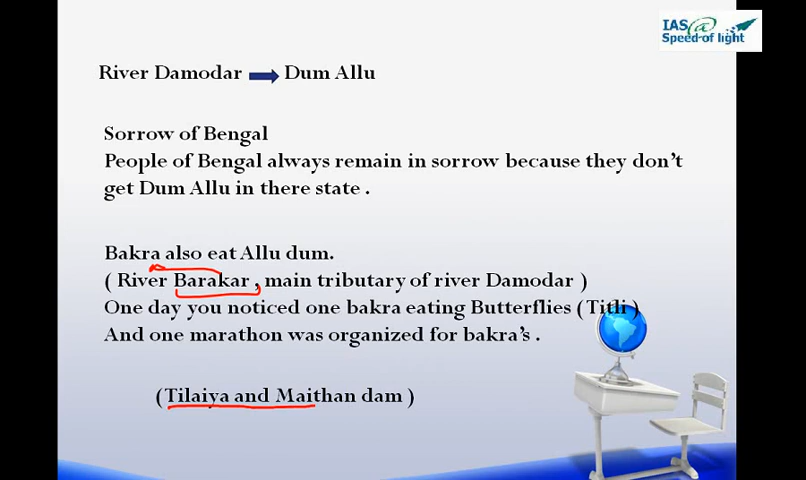 IAS@
Speed of light
River Damodar Dum Allu
Sorrow of Bengal
People of Bengal always remain in sorrow because they don't
get Dum Allu in there state .
Bakra also eat Allu dum.
( River Barakar , main tributary of river Damodar )
One day you noticed one bakra eating Butterflies ( Titli )
And one marathon was organized for bakra's .
(Tilaiya and Maithan dam )